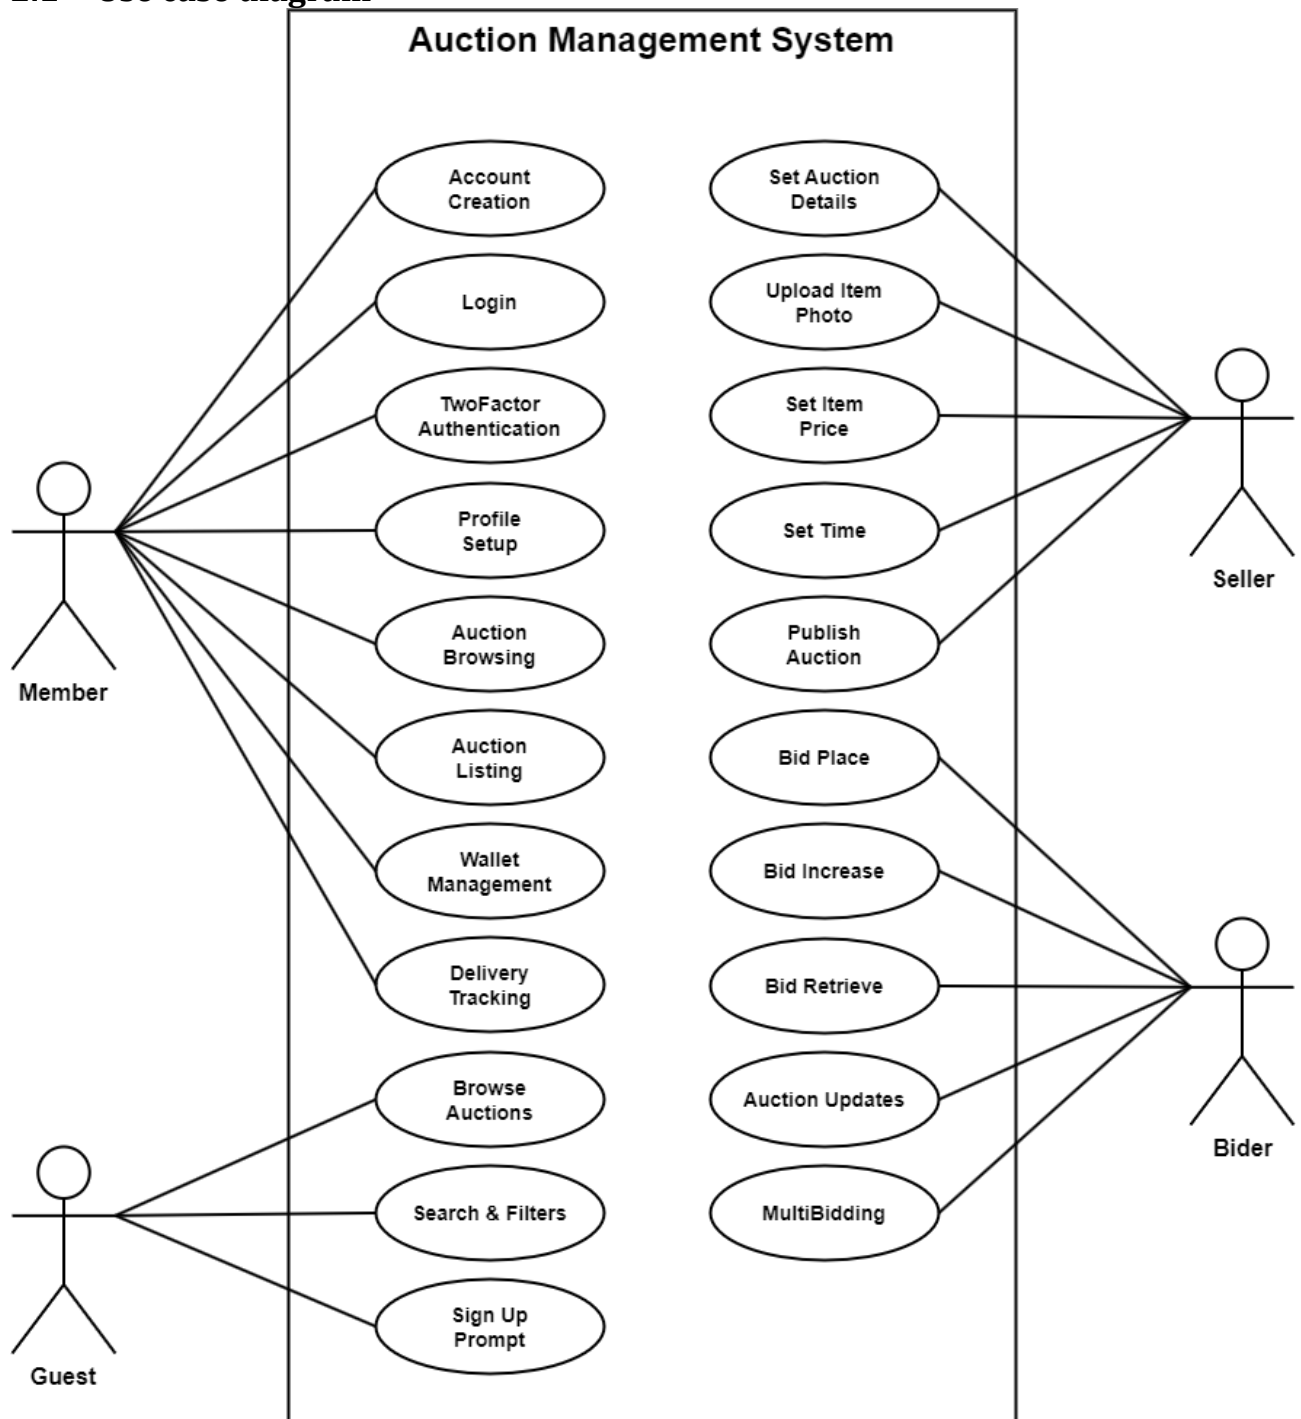 Auction Management System
Account
Creation
Login
TwoFactor
Authentication
Profile
Setup
Auction
Browsing
Auction
Listing
Wallet
Management
Delivery
Tracking
Browse
Auctions
Search & Filters
Sign Up
Prompt
Set Auction
Details
Upload Item
Photo
Set Item
Price
Set Time
Publish
Auction
Bid Place
Bid Increase
Bid Retrieve
Auction Updates
MultiBidding
Member
Guest
Seller
Bider